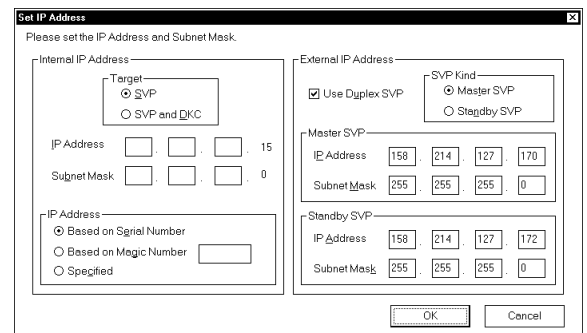 Set IP Address
Please set the IP Address and Subnet Mask.
Internal IP Address
Target
SVP
SVP and DKC
IP Address . . . 15
Subnet Mask . . . 0
IP Address
Based on Serial Number
Based on Magic Number
Specified
External IP Address
Use Duplex SVP
SVP Kind
Master SVP
Standby SVP
Master SVP
IP Address 158 . 214 . 127 . 170
Subnet Mask 255 . 255 . 255 . 0
Standby SVP
IP Address 158 . 214 . 127 . 172
Subnet Mask 255 . 255 . 255 . 0
OK Cancel